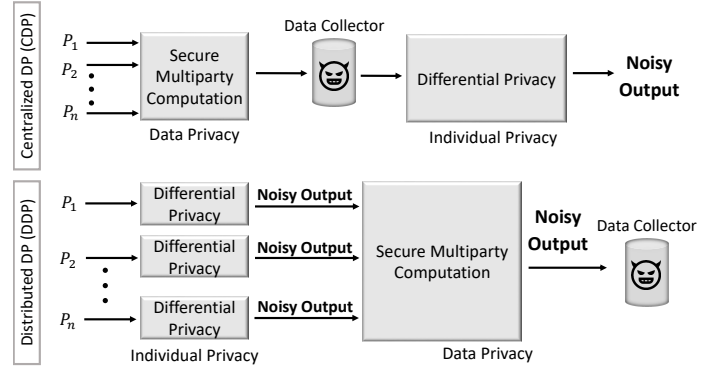 Centralized DP (CDP)
P1
P2
Pn
Secure
Multiparty
Computation
Data Privacy
Data Collector
Differential Privacy
Individual Privacy
Noisy
Output
Distributed DP (DDP)
P1
P2
Pn
Differential
Privacy
Differential
Privacy
Differential
Privacy
Individual Privacy
Noisy Output
Noisy Output
Noisy Output
Secure Multiparty
Computation
Data Privacy
Noisy
Output
Data Collector